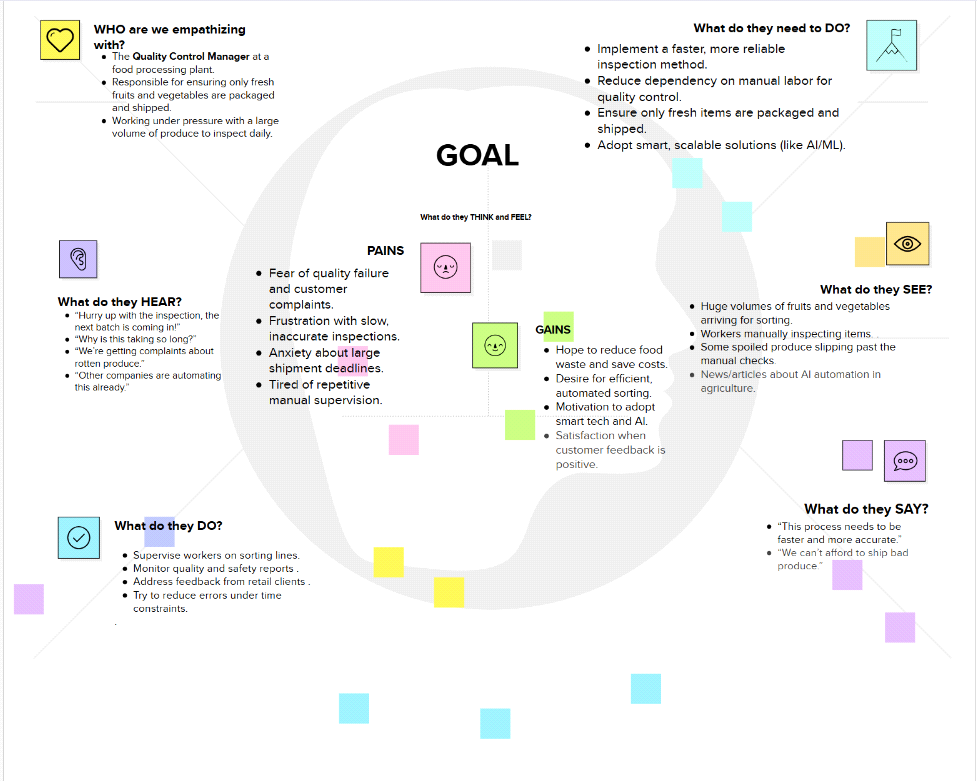 WHO are we empathizing
with?
• The Quality Control Manager at a
food processing plant.
• Responsible for ensuring only fresh
fruits and vegetables are packaged
and shipped.
• Working under pressure with a large
volume of produce to inspect daily.
What do they need to DO?
• Implement a faster, more reliable
inspection method.
• Reduce dependency on manual labor for
quality control.
• Ensure only fresh items are packaged and
shipped.
• Adopt smart, scalable solutions (like AI/ML).
GOAL
What do they THINK and FEEL?
PAINS
• Fear of quality failure
and customer
complaints.
• Frustration with slow,
inaccurate inspections.
• Anxiety about large
shipment deadlines.
• Tired of repetitive
manual supervision.
GAINS
• Hope to reduce food
waste and save costs.
• Desire for efficient,
automated sorting.
• Motivation to adopt
smart tech and AI.
• Satisfaction when
customer feedback is
positive.
What do they HEAR?
• “Hurry up with the inspection, the
next batch is coming in!”
• “Why is this taking so long?”
• “We’re getting complaints about
rotten produce.”
• “Other companies are automating
this already.”
What do they SEE?
• Huge volumes of fruits and vegetables
arriving for sorting.
• Workers manually inspecting items. .
• Some spoiled produce slipping past the
manual checks.
• News/articles about AI automation in
agriculture.
What do they DO?
• Supervise workers on sorting lines.
• Monitor quality and safety reports .
• Address feedback from retail clients .
• Try to reduce errors under time
constraints.
.
What do they SAY?
• “This process needs to be
faster and more accurate.”
• “We can’t afford to ship bad
produce.”